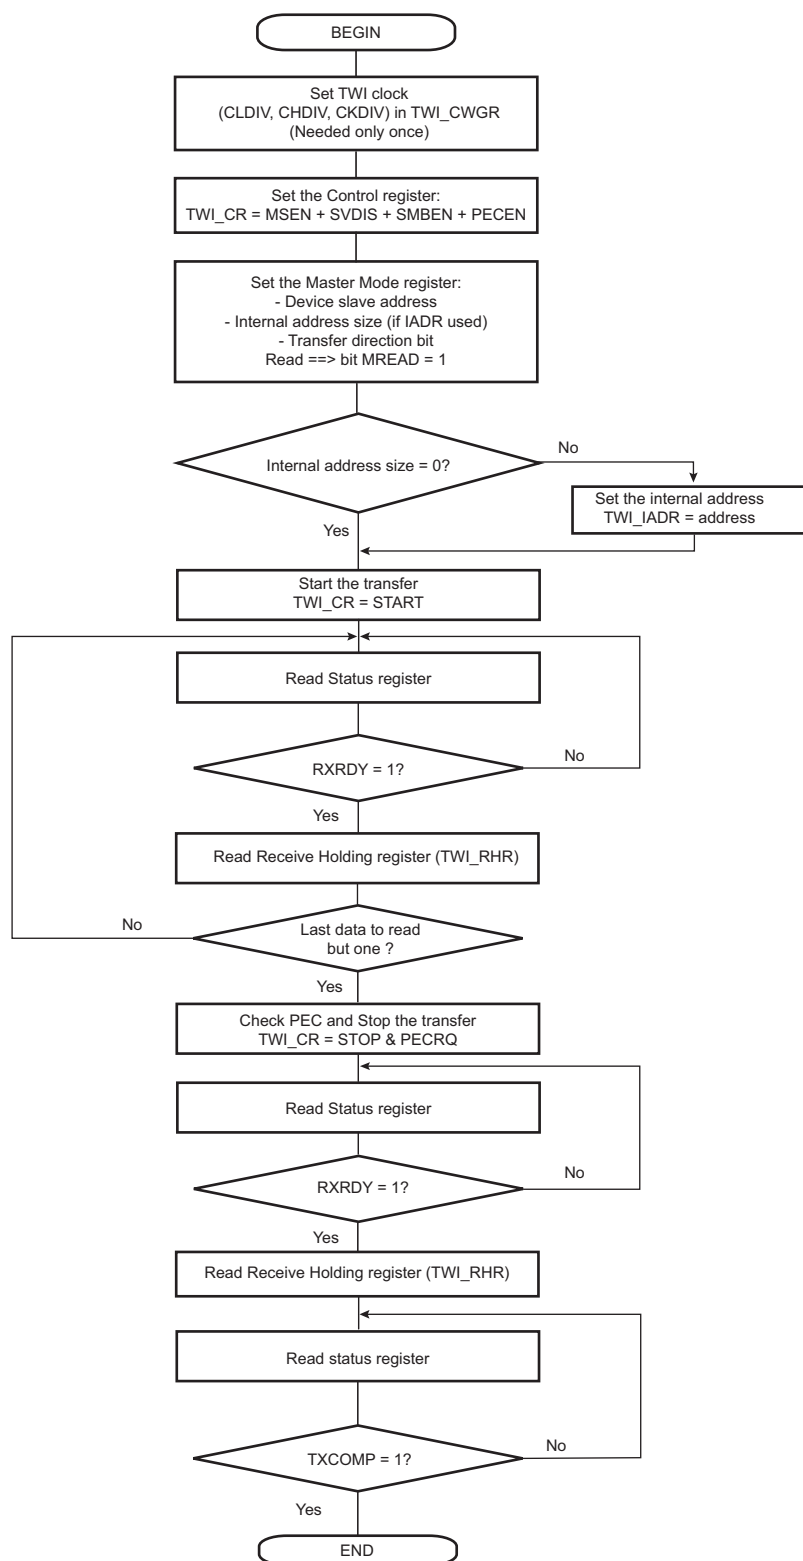 BEGIN
Set TWI clock
(CLDIV, CHDIV, CKDIV) in TWI_CWGR
(Needed only once)
Set the Control register:
TWI_CR = MSEN + SVDIS + SMBEN + PECEN
Set the Master Mode register:
- Device slave address
- Internal address size (if IADR used)
- Transfer direction bit
Read ==> bit MREAD = 1
Internal address size = 0?
No
Set the internal address
TWI_IADR = address
Yes
Start the transfer
TWI_CR = START
Read Status register
RXRDY = 1?
No
Yes
Read Receive Holding register (TWI_RHR)
Last data to read
but one ?
No
Yes
Check PEC and Stop the transfer
TWI_CR = STOP & PECRQ
Read Status register
RXRDY = 1?
No
Yes
Read Receive Holding register (TWI_RHR)
Read status register
TXCOMP = 1?
No
Yes
END